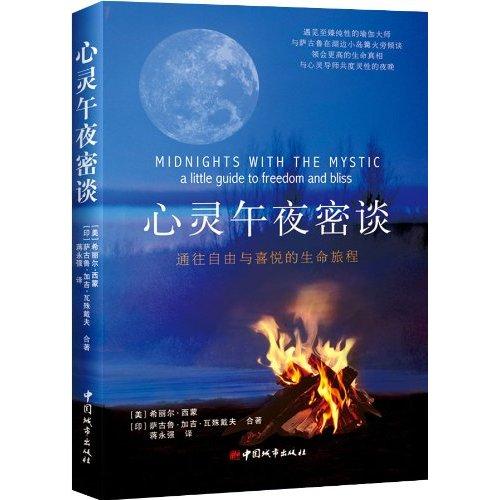 心灵午夜密谈
[美] 希丽尔·西蒙
[印] 萨古鲁·加吉·瓦殊戴夫 合著
蒋永强 译
中国城市出版社
遇见至臻纯性的瑜伽大师
与萨古鲁在湖边小岛篝火旁倾谈
领会更高的生命真相
与心灵导师共度灵性的夜晚
MIDNIGHTS WITH THE MYSTIC
a little guide to freedom and bliss
心灵午夜密谈
通往自由与喜悦的生命旅程
[美] 希丽尔·西蒙
[印] 萨古鲁·加吉·瓦殊戴夫 合著
蒋永强 译
中国城市出版社